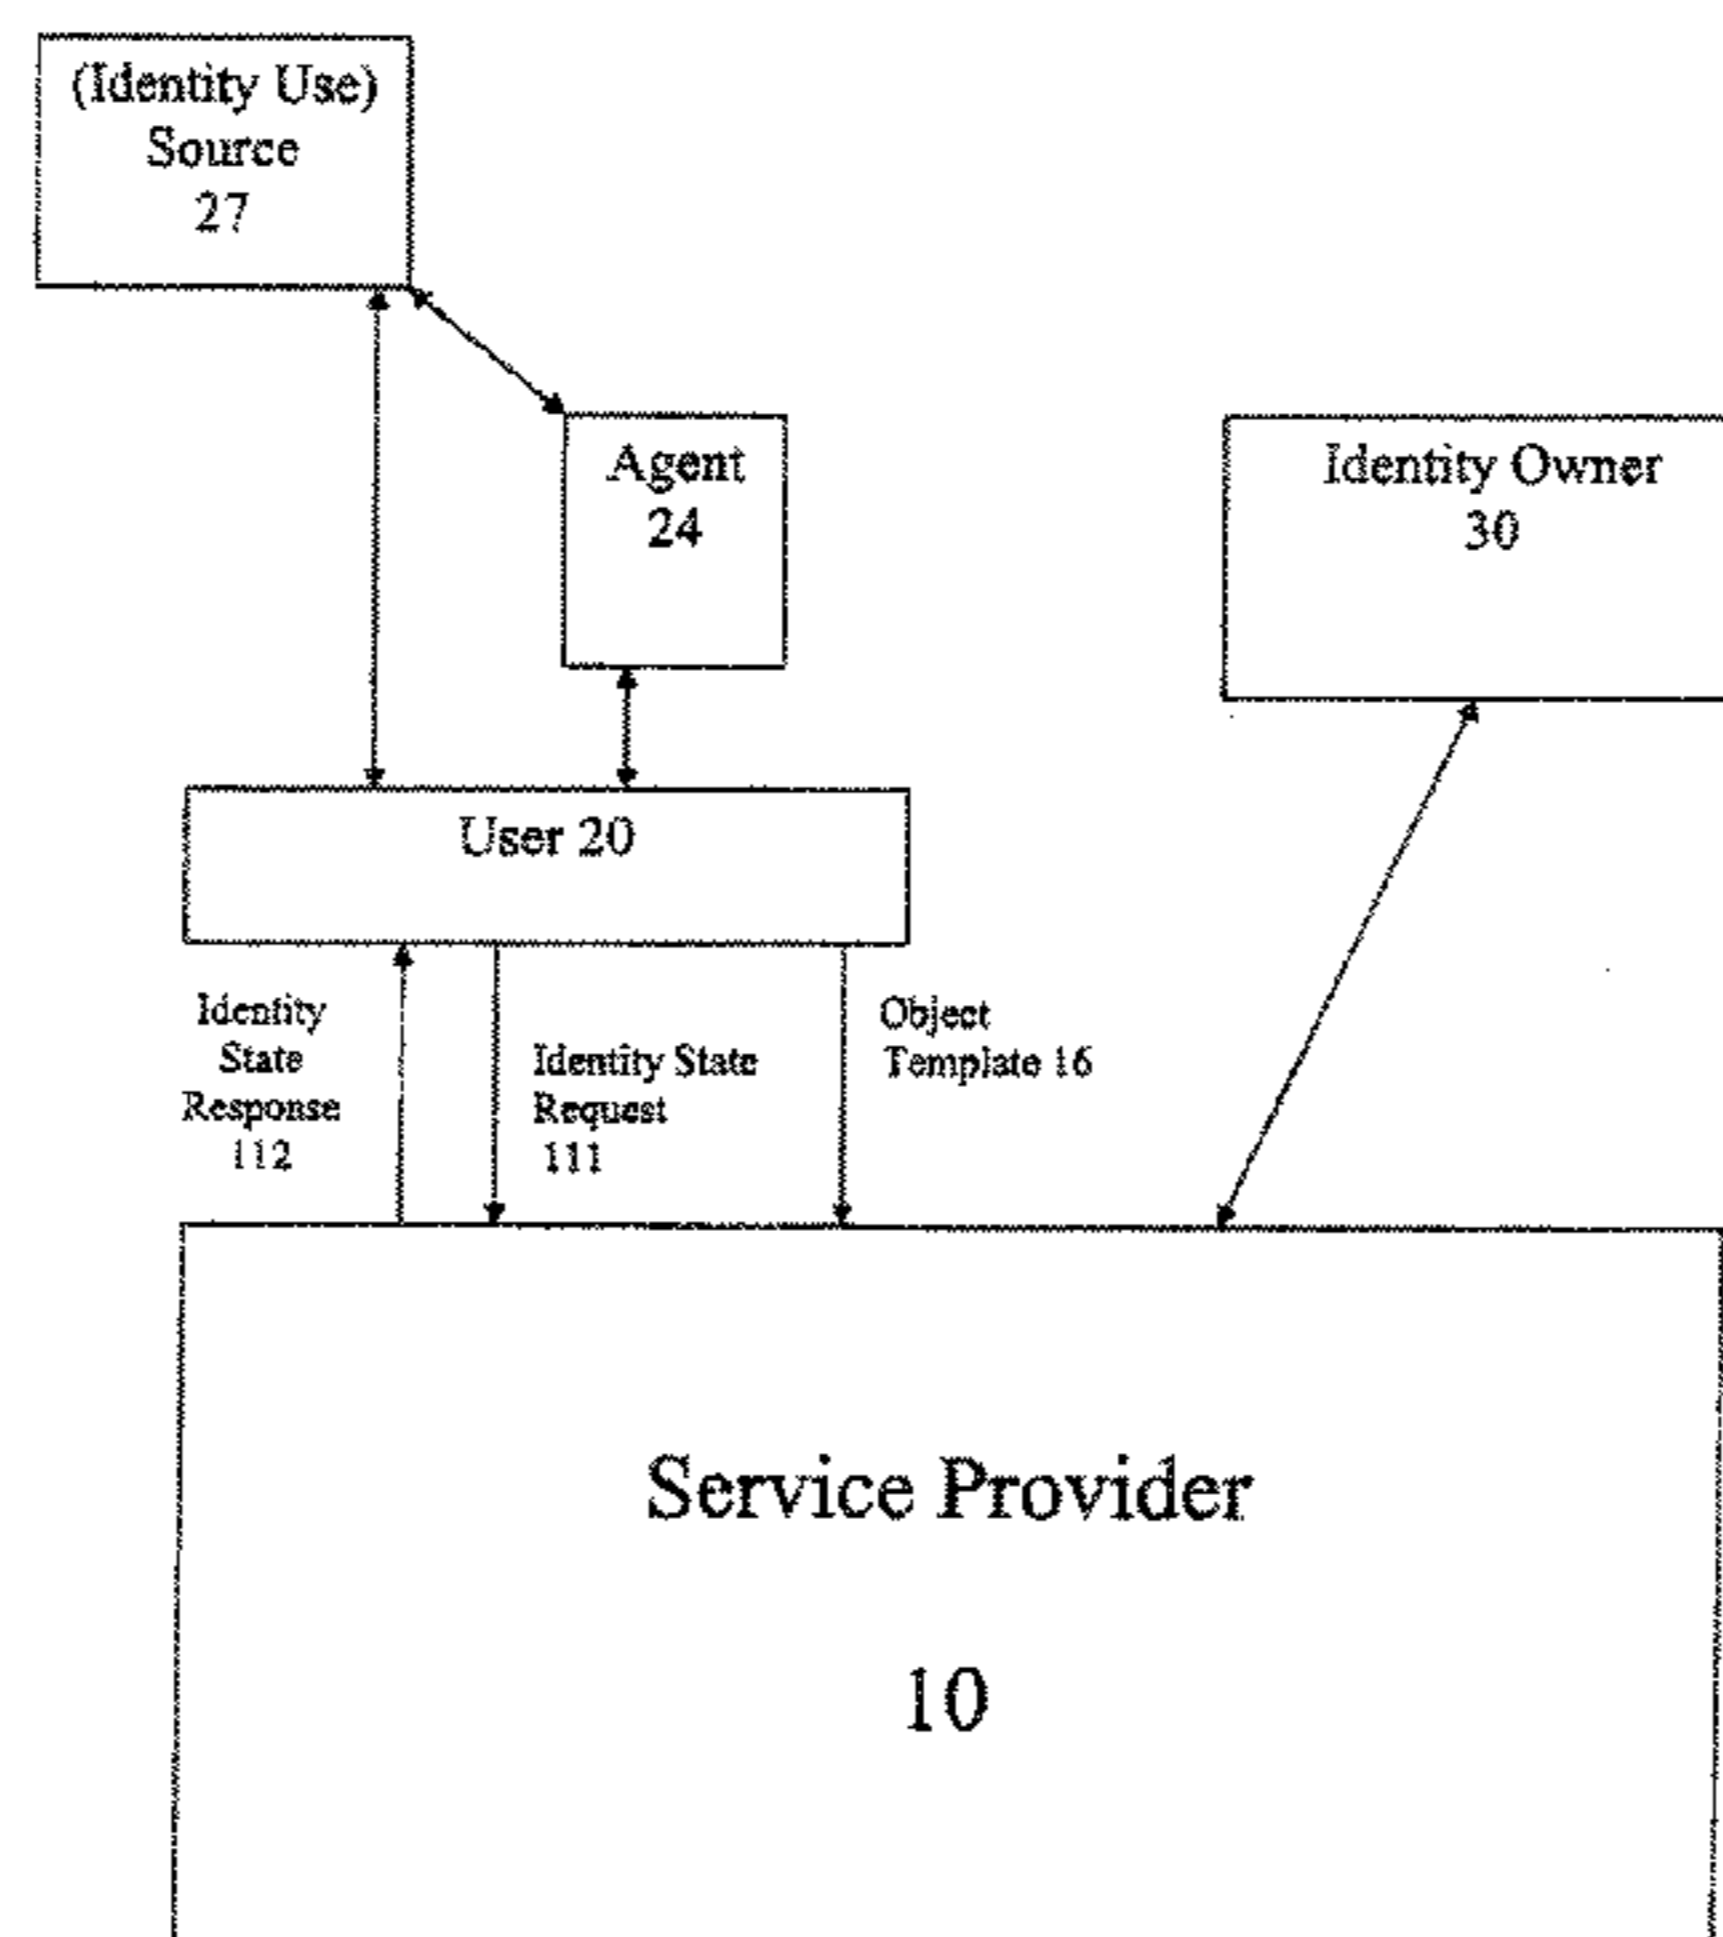 (Identity Use)
Source
27
Agent
24
Identity Owner
30
User 20
Identity
State
Response
112
Identity State
Request
111
Object
Template 16
Service Provider
10